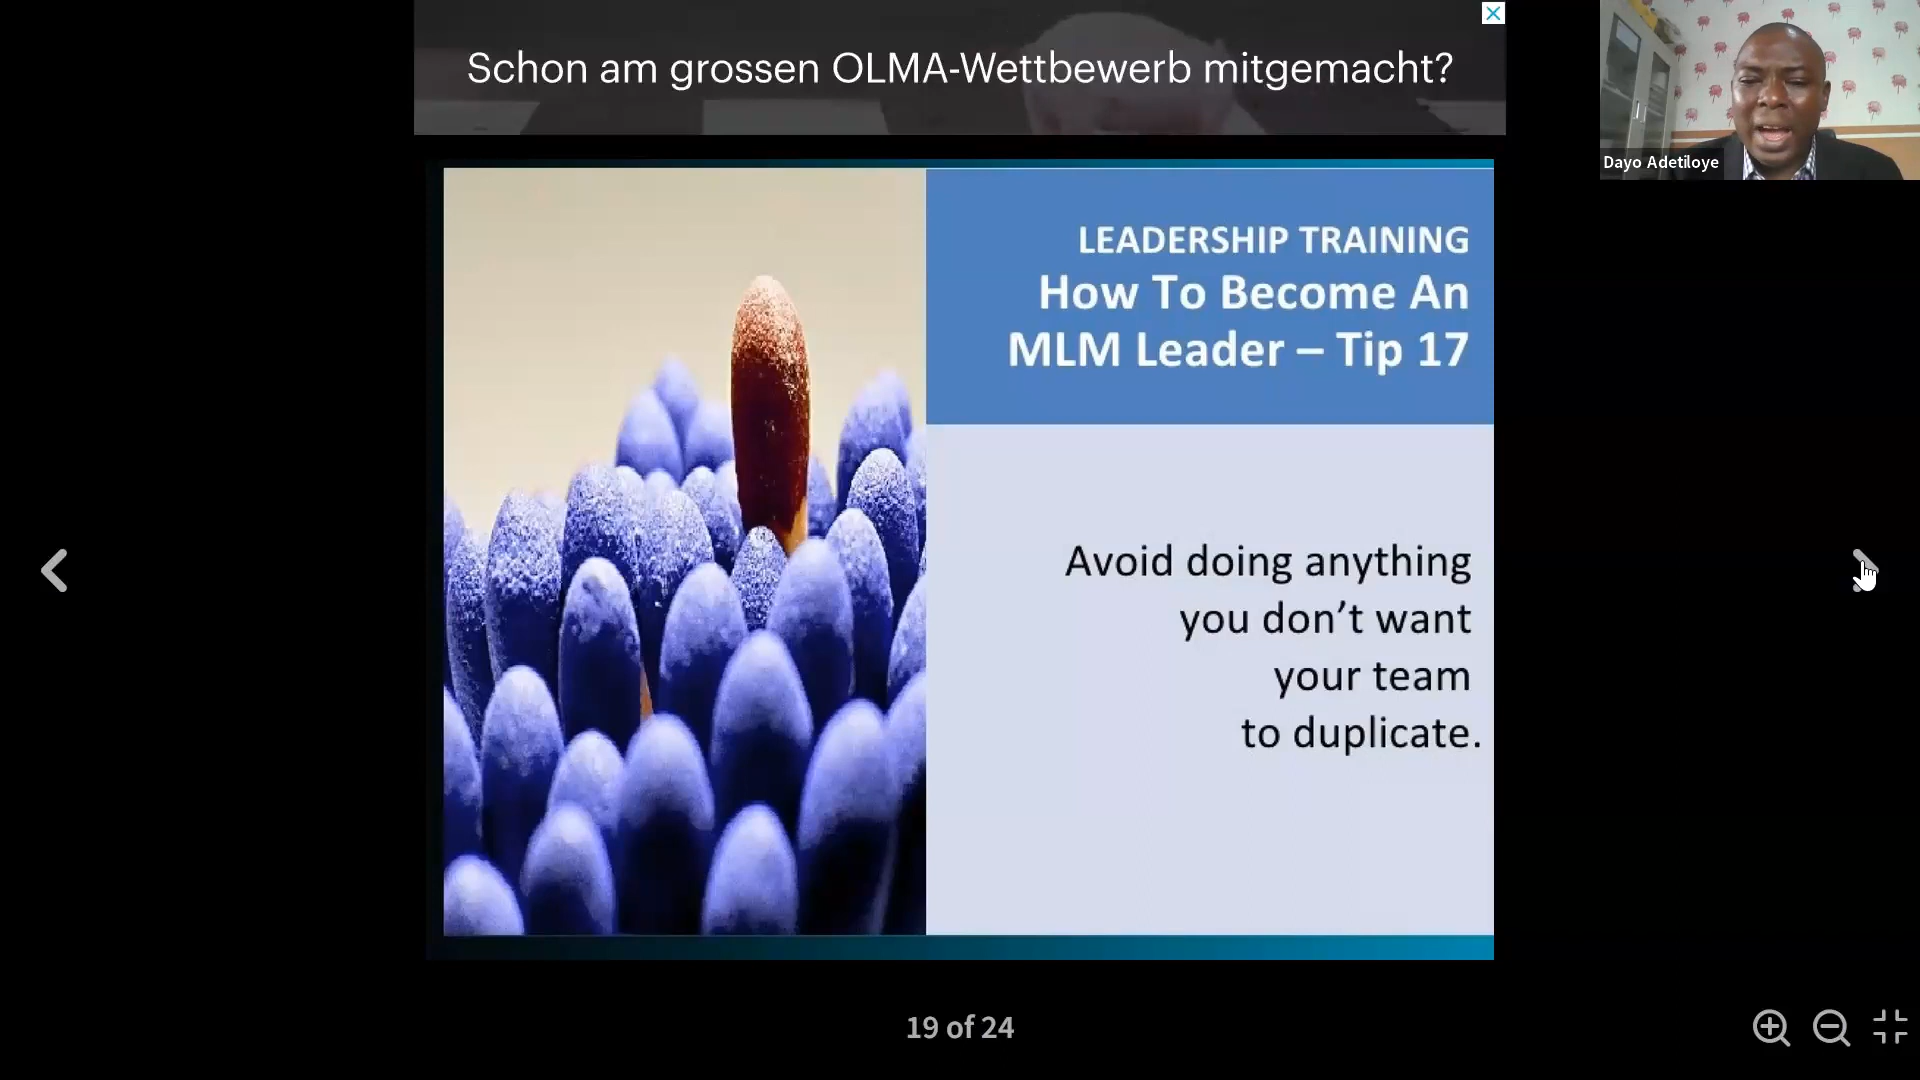 Schon am grossen OLMA-Wettbewerb mitgemacht?
Dayo Adetiloye
LEADERSHIP TRAINING
How To Become An
MLM Leader – Tip 17
Avoid doing anything
you don’t want
your team
to duplicate.
19 of 24